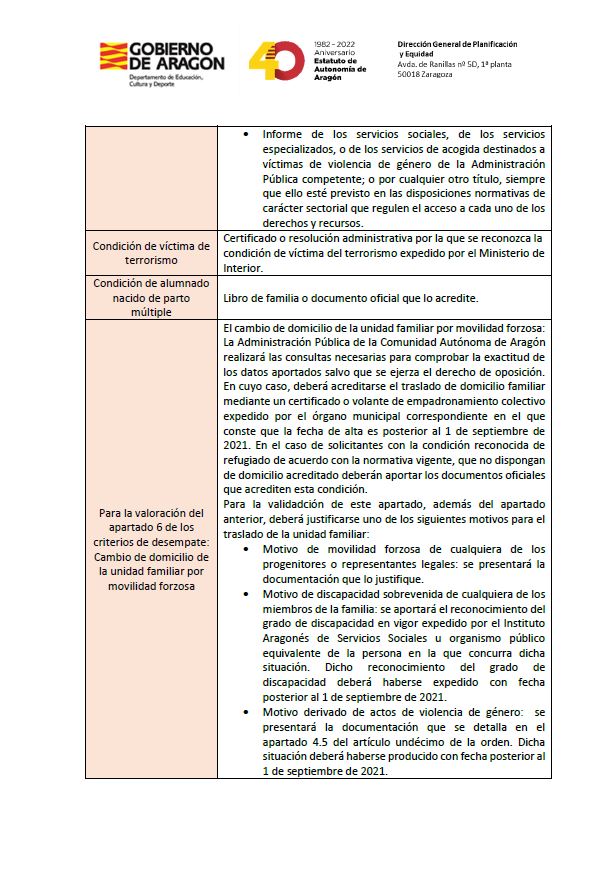 GOBIERNO
DE ARAGON
Departamento de Educación,
Cultura y Deporte
40
1982 - 2022
Aniversario
Estatuto de
Autonomía de
Aragón
Dirección General de Planificación
y Equidad
Avda. de Ranillas nº 5D, 1ª planta
50018 Zaragoza
• Informe de los servicios sociales, de los servicios
especializados, o de los servicios de acogida destinados a
víctimas de violencia de género de la Administración
Pública competente; o por cualquier otro título, siempre
que ello esté previsto en las disposiciones normativas de
carácter sectorial que regulen el acceso a cada uno de los
derechos y recursos.
Condición de víctima de
terrorismo
Certificado o resolución administrativa por la que se reconozca la
condición de víctima del terrorismo expedido por el Ministerio de
Interior.
Condición de alumnado
nacido de parto
múltiple
Libro de familia o documento oficial que lo acredite.
Para la valoración del
apartado 6 de los
criterios de desempate:
Cambio de domicilio de
la unidad familiar por
movilidad forzosa
El cambio de domicilio de la unidad familiar por movilidad forzosa:
La Administración Pública de la Comunidad Autónoma de Aragón
realizará las consultas necesarias para comprobar la exactitud de
los datos aportados salvo que se ejerza el derecho de oposición.
En cuyo caso, deberá acreditarse el traslado de domicilio familiar
mediante un certificado o volante de empadronamiento colectivo
expedido por el órgano municipal correspondiente en el que
conste que la fecha de alta es posterior al 1 de septiembre de
2021. En el caso de solicitantes con la condición reconocida de
refugiado de acuerdo con la normativa vigente, que no dispongan
de domicilio acreditado deberán aportar los documentos oficiales
que acrediten esta condición.
Para la validadción de este apartado, además del apartado
anterior, deberá justificarse uno de los siguientes motivos para el
traslado de la unidad familiar:
• Motivo de movilidad forzosa de cualquiera de los
progenitores o representantes legales: se presentará la
documentación que lo justifique.
• Motivo de discapacidad sobrevenida de cualquiera de los
miembros de la familia: se aportará el reconocimiento del
grado de discapacidad en vigor expedido por el Instituto
Aragonés de Servicios Sociales u organismo público
equivalente de la persona en la que concurra dicha
situación. Dicho reconocimiento del grado de
discapacidad deberá haberse expedido con fecha
posterior al 1 de septiembre de 2021.
• Motivo derivado de actos de violencia de género: se
presentará la documentación que se detalla en el
apartado 4.5 del artículo undécimo de la orden. Dicha
situación deberá haberse producido con fecha posterior al
1 de septiembre de 2021.